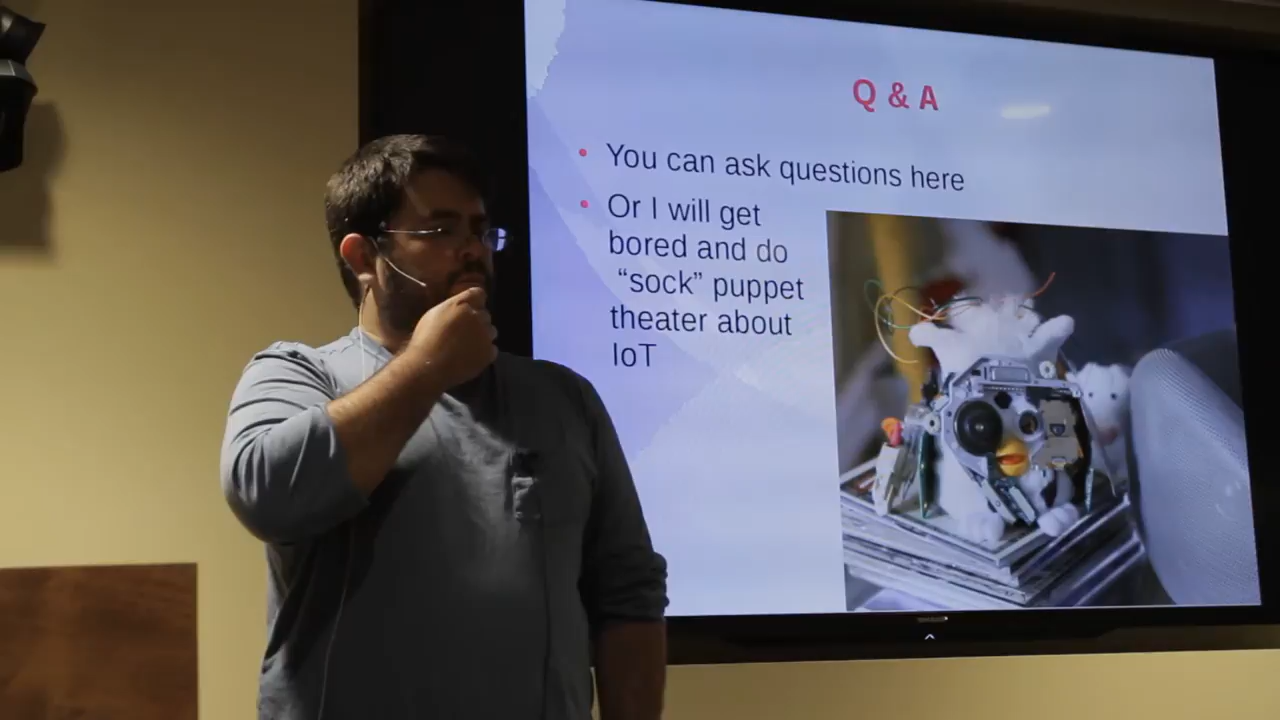 Q & A
You can ask questions here
Or I will get
bored and do
“sock” puppet
theater about
IoT